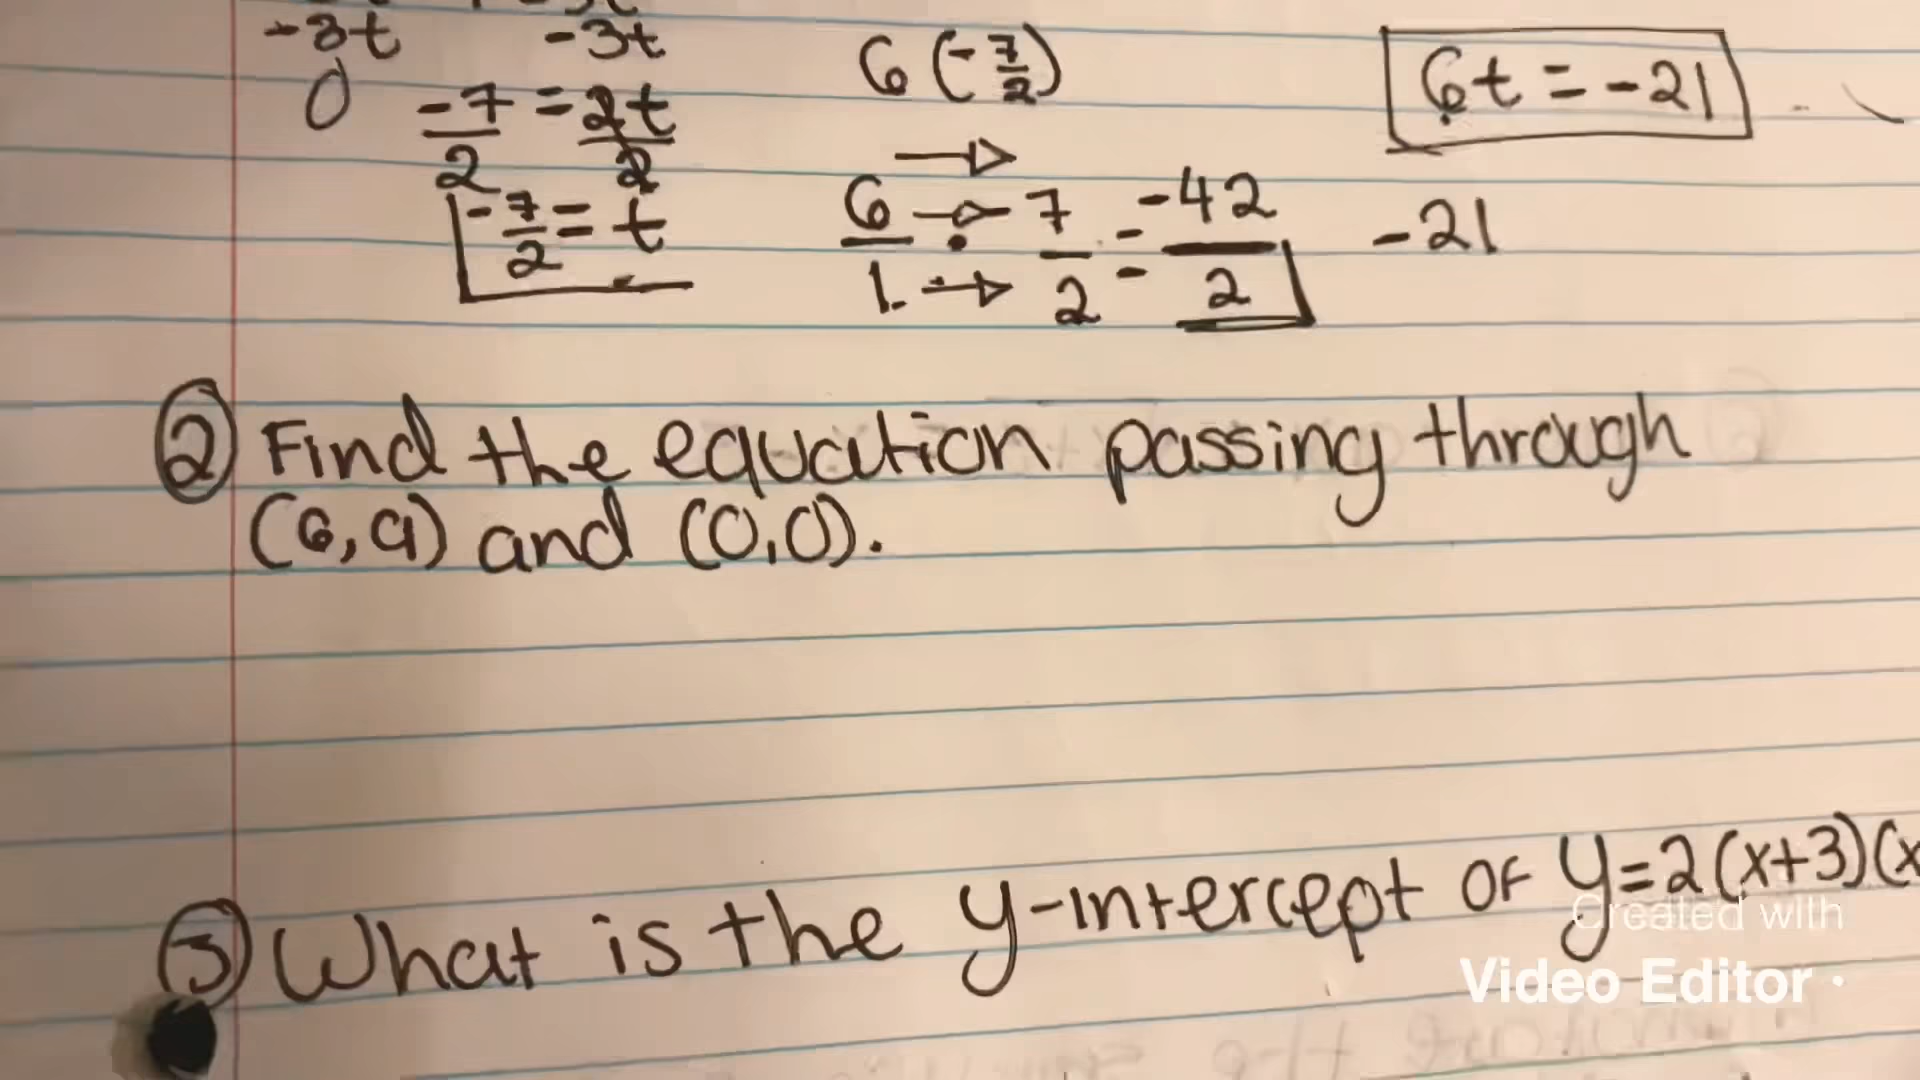 -3t -3t
0 -7/2 = 2t/2
-7/2 = t
6 (-7/2)
6/1 · -7/2 = -42/2 -21
6t = -21
② Find the equation passing through
(6,9) and (0,0).
③ What is the y-intercept of y=2(x+3)(x
Created with
Video Editor